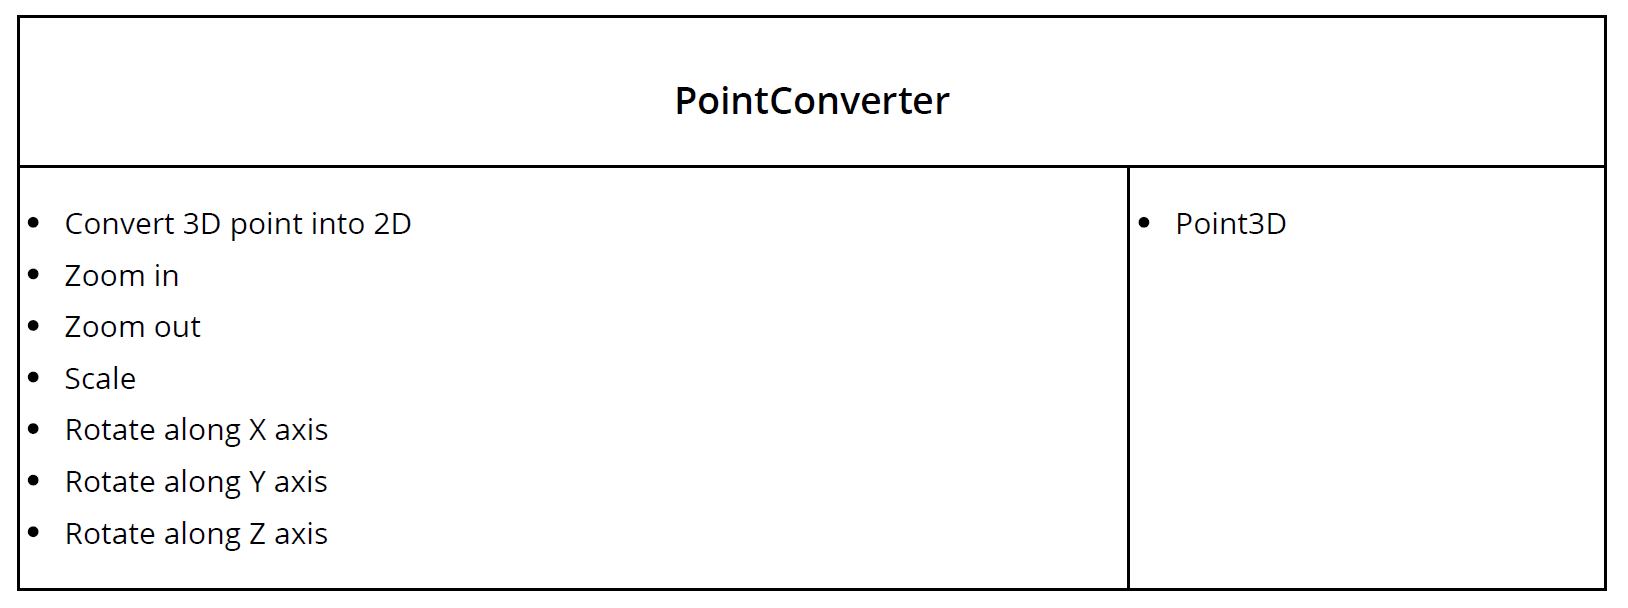 PointConverter
• Convert 3D point into 2D
• Zoom in
• Zoom out
• Scale
• Rotate along X axis
• Rotate along Y axis
• Rotate along Z axis
• Point3D